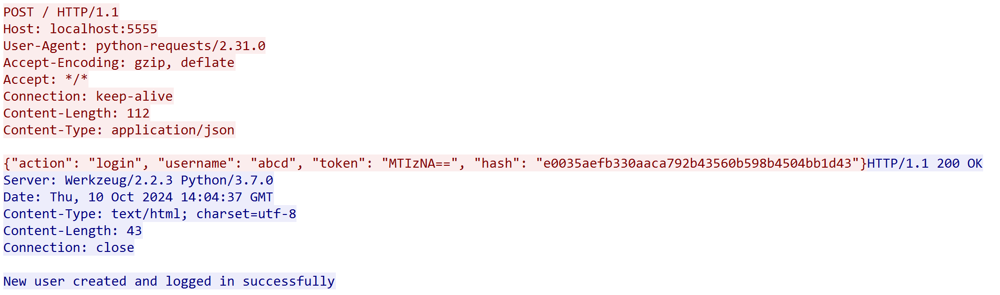 POST / HTTP/1.1
Host: localhost:5555
User-Agent: python-requests/2.31.0
Accept-Encoding: gzip, deflate
Accept: */*
Connection: keep-alive
Content-Length: 112
Content-Type: application/json
{"action": "login", "username": "abcd", "token": "MTIzNA==", "hash": "e0035aefb330aaca792b43560b598b4504bb1d43"}HTTP/1.1 200 OK
Server: Werkzeug/2.2.3 Python/3.7.0
Date: Thu, 10 Oct 2024 14:04:37 GMT
Content-Type: text/html; charset=utf-8
Content-Length: 43
Connection: close
New user created and logged in successfully